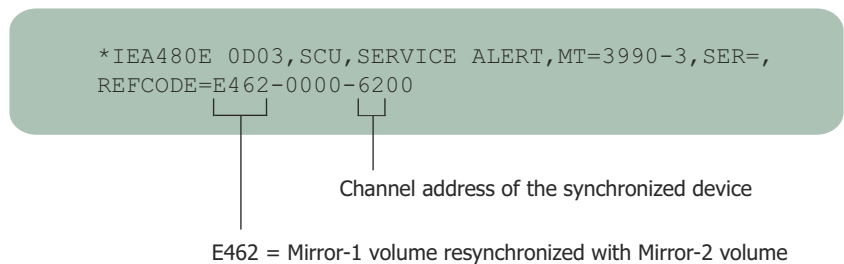 *IEA480E 0D03,SCU,SERVICE ALERT,MT=3990-3,SER=,
REFCODE=E462-0000-6200
Channel address of the synchronized device
E462 = Mirror-1 volume resynchronized with Mirror-2 volume